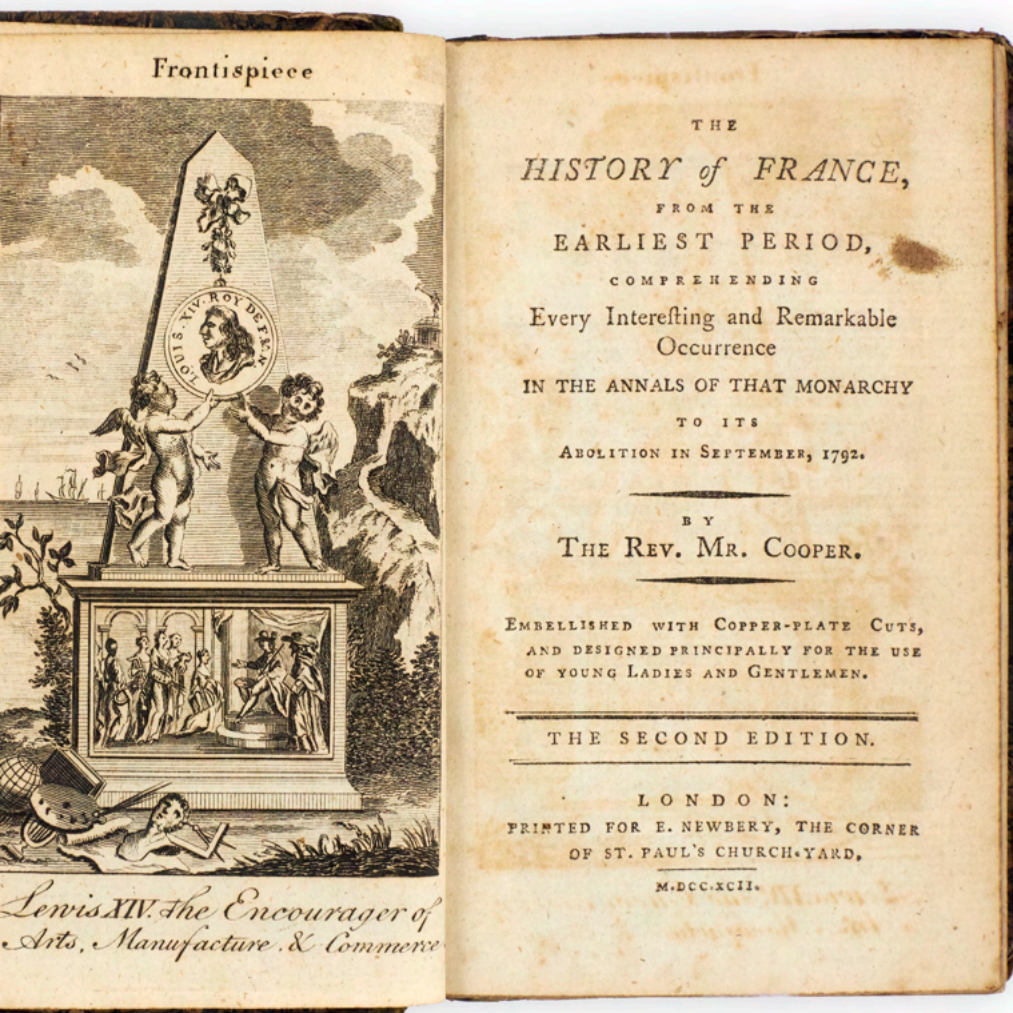 Frontispiece
LOUIS·XIV·ROY DE F·&·N·
Lewis XIV. the Encourager of
Arts, Manufacture & Commerce
THE
HISTORY of FRANCE,
FROM THE
EARLIEST PERIOD,
COMPREHENDING
Every Intereſting and Remarkable
Occurrence
IN THE ANNALS OF THAT MONARCHY
TO ITS
ABOLITION IN SEPTEMBER, 1792.
BY
THE REV. MR. COOPER.
EMBELLISHED WITH COPPER-PLATE CUTS,
AND DESIGNED PRINCIPALLY FOR THE USE
OF YOUNG LADIES AND GENTLEMEN.
THE SECOND EDITION.
LONDON:
PRINTED FOR E. NEWBERY, THE CORNER
OF ST. PAUL'S CHURCH-YARD.
M.DCC.XCII.